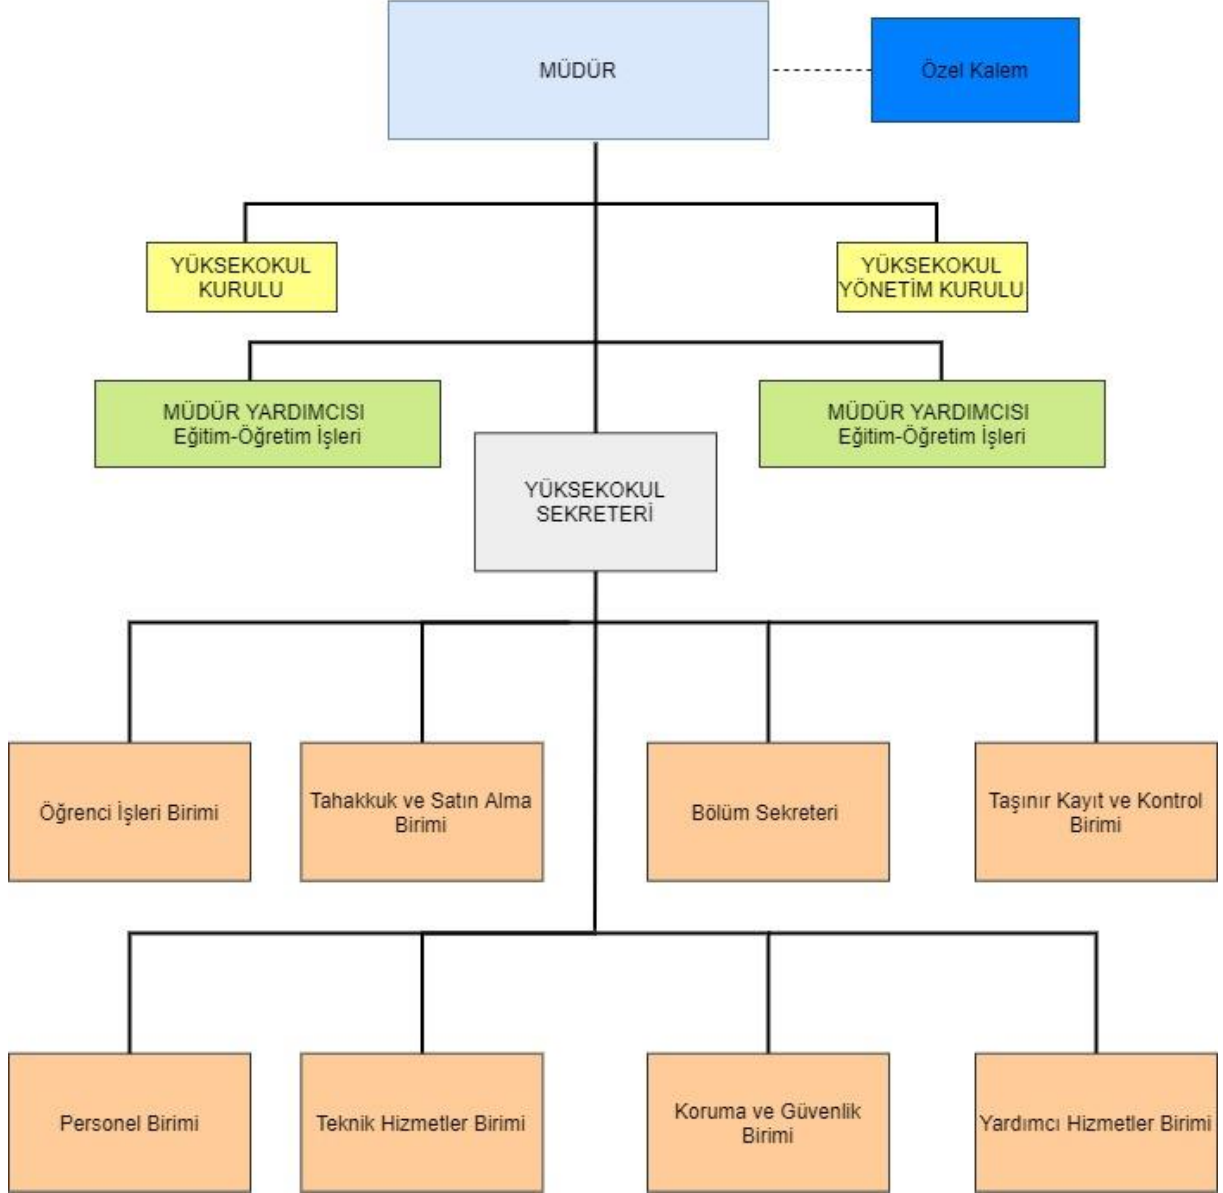 MÜDÜR
Özel Kalem
YÜKSEKOKUL
KURULU
YÜKSEKOKUL
YÖNETİM KURULU
MÜDÜR YARDIMCISI
Eğitim-Öğretim İşleri
MÜDÜR YARDIMCISI
Eğitim-Öğretim İşleri
YÜKSEKOKUL
SEKRETERİ
Öğrenci İşleri Birimi
Tahakkuk ve Satın Alma
Birimi
Bölüm Sekreteri
Taşınır Kayıt ve Kontrol
Birimi
Personel Birimi
Teknik Hizmetler Birimi
Koruma ve Güvenlik
Birimi
Yardımcı Hizmetler Birimi